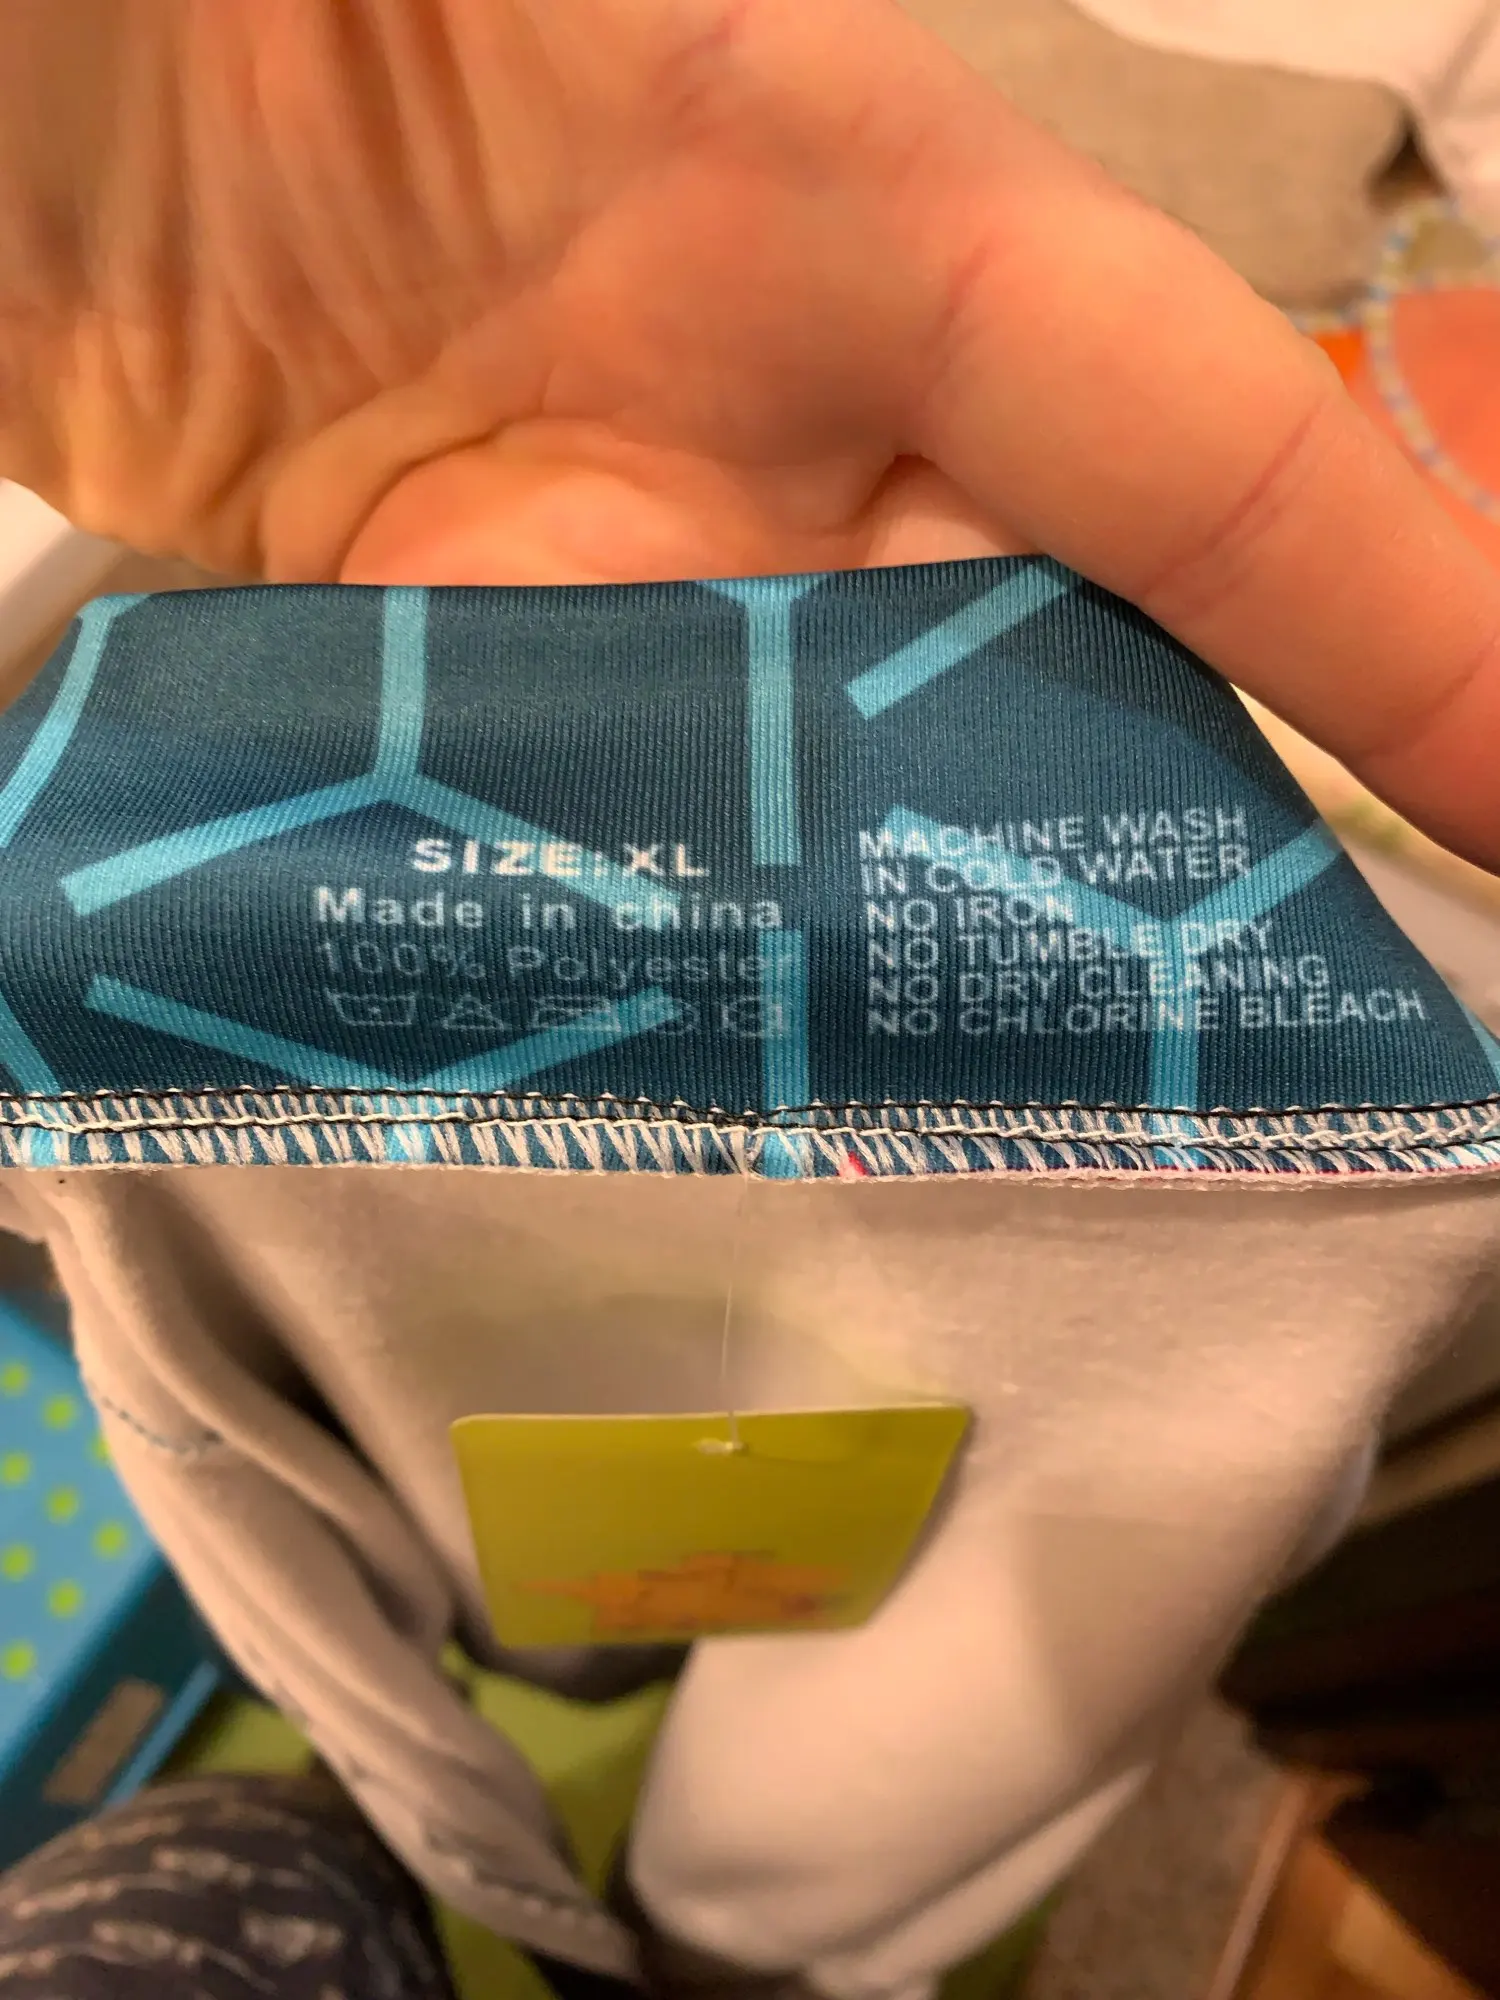 SIZE: XL
Made in china
100% Polyester
MACHINE WASH
IN COLD WATER
NO IRON
NO TUMBLE DRY
NO DRY CLEANING
NO CHLORINE BLEACH